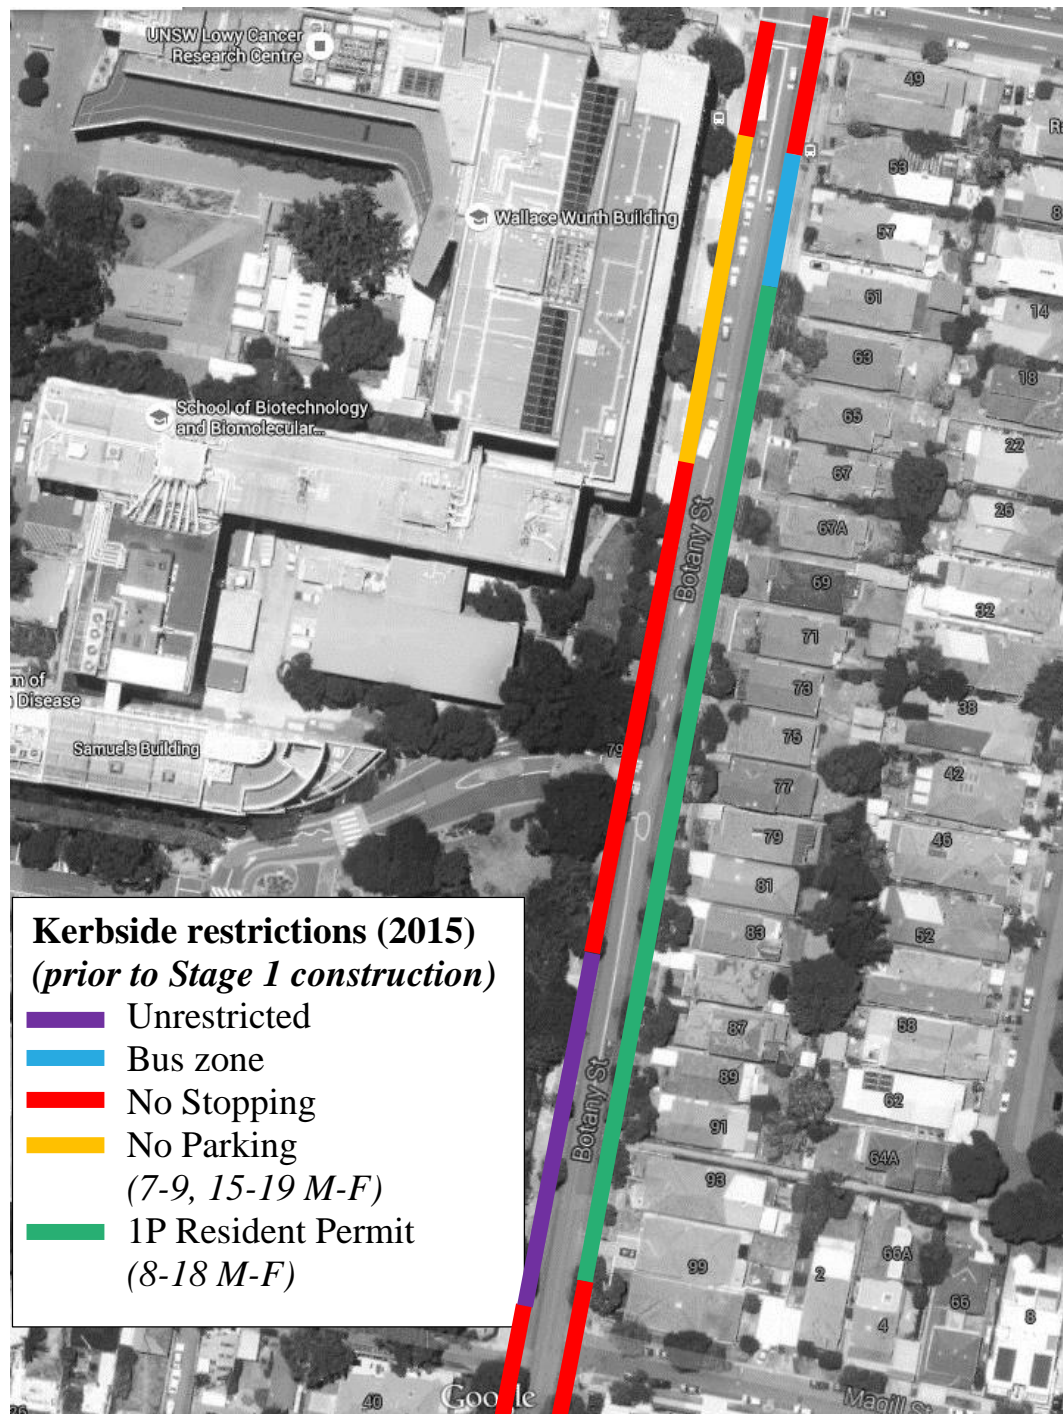 UNSW Lowy Cancer
Research Centre
49
53
Wallace Wurth Building
8
57
61
14
63
18
School of Biotechnology
and Biomolecular...
65
22
67
26
67A
Botany St
69
32
71
m of
Disease
73
38
Samuels Building
79
75
77
42
79
46
81
83
52
Kerbside restrictions (2015)
(prior to Stage 1 construction)
Unrestricted
Bus zone
No Stopping
No Parking
(7-9, 15-19 M-F)
1P Resident Permit
(8-18 M-F)
87
58
89
Botany St
62
91
64A
93
66A
99
2
66
4
8
40
Google
Magill St